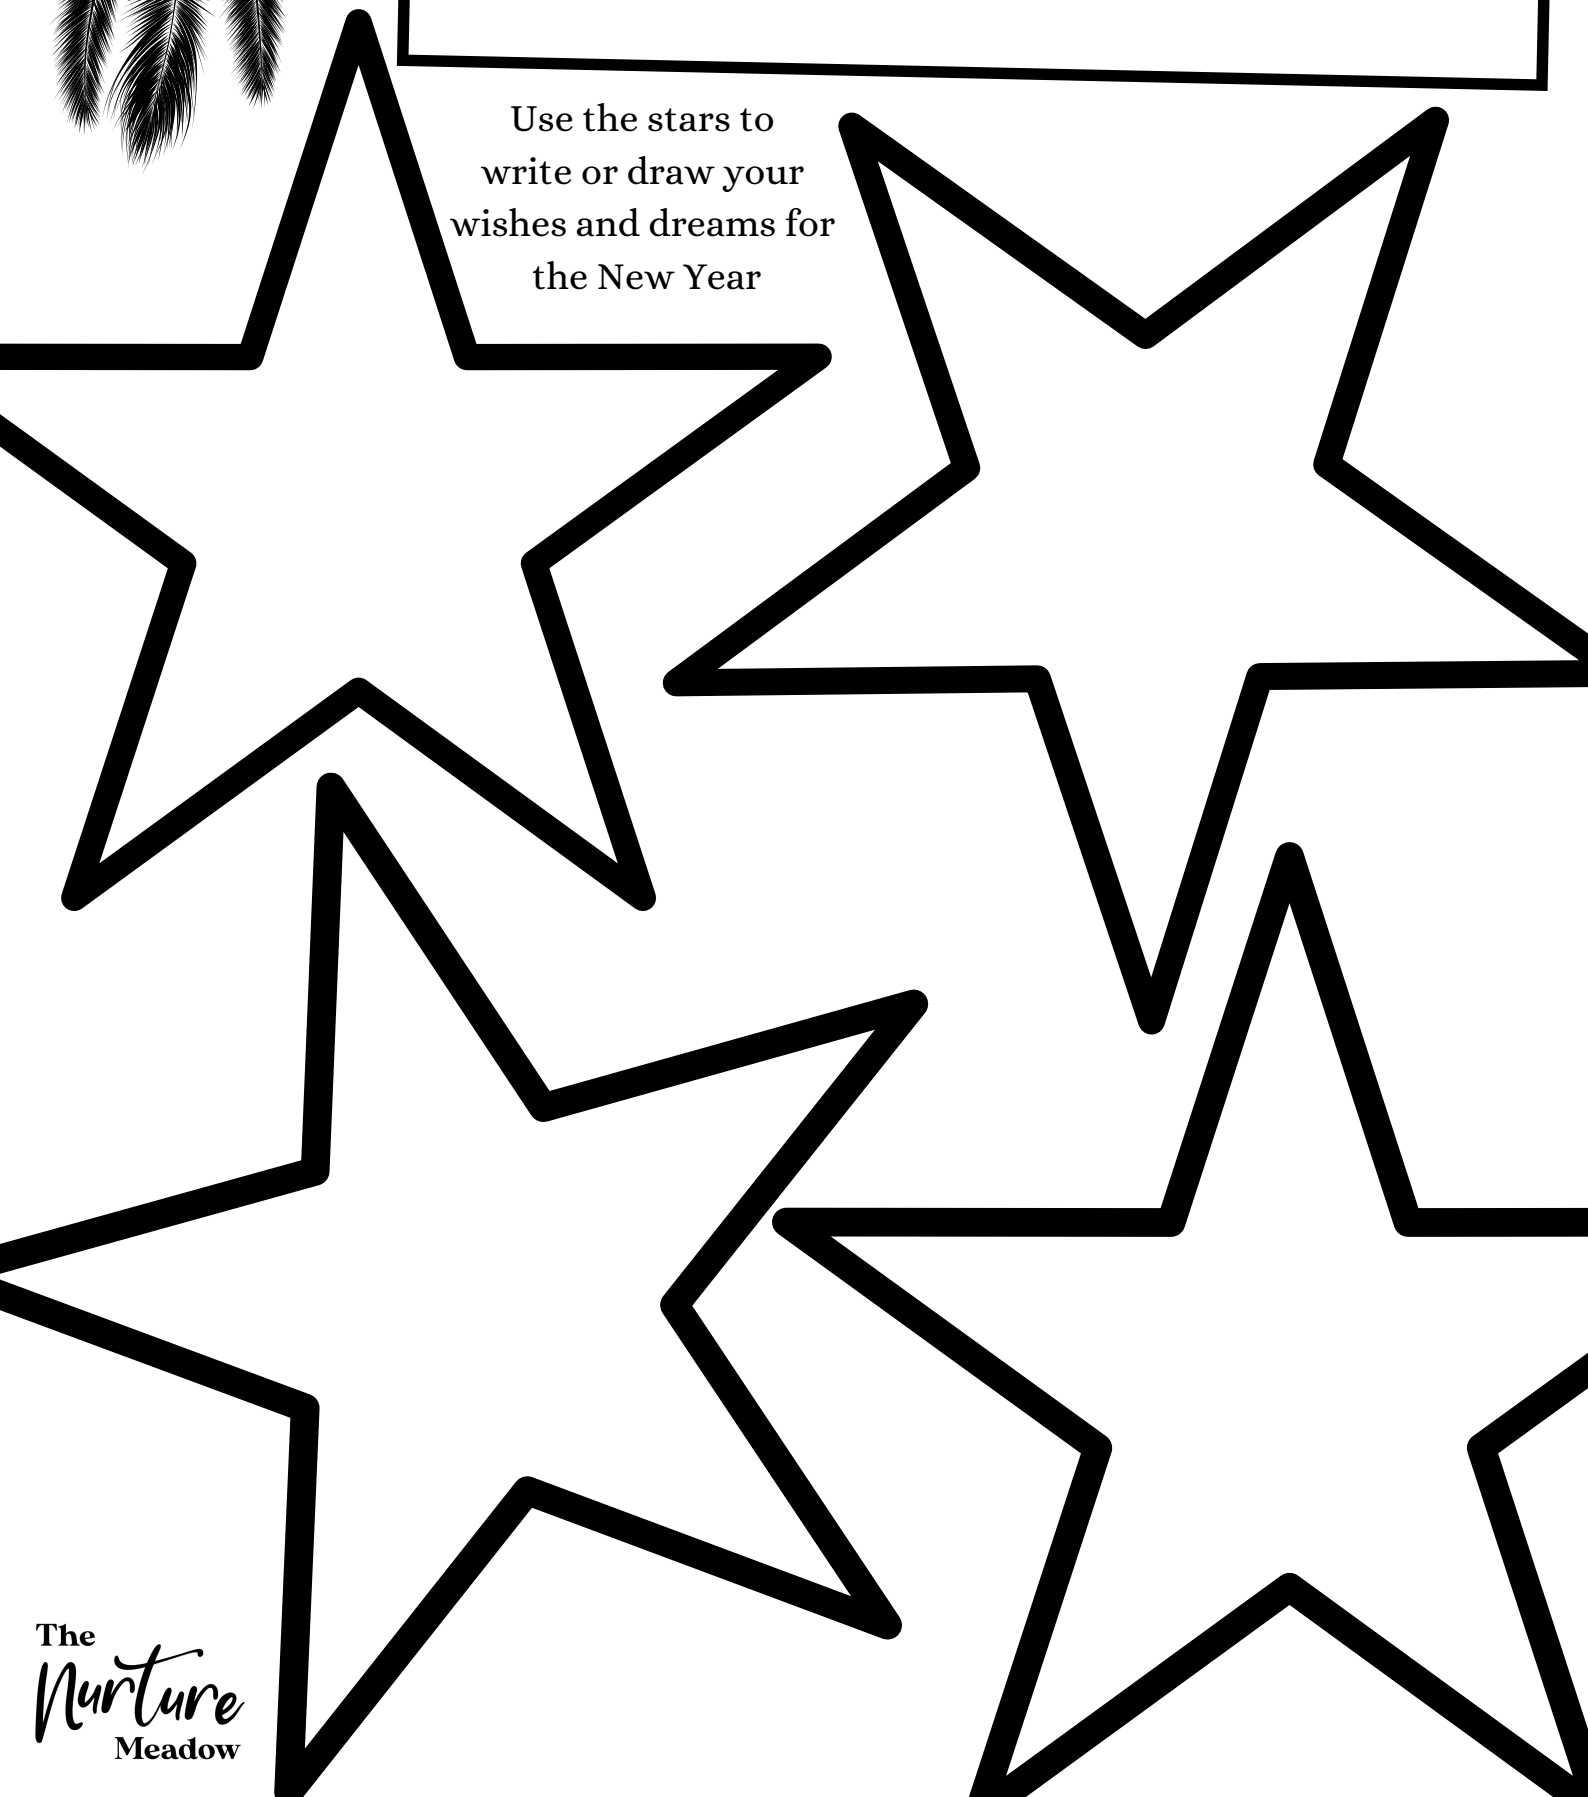 Use the stars to
write or draw your
wishes and dreams for
the New Year
The
Nurture
Meadow